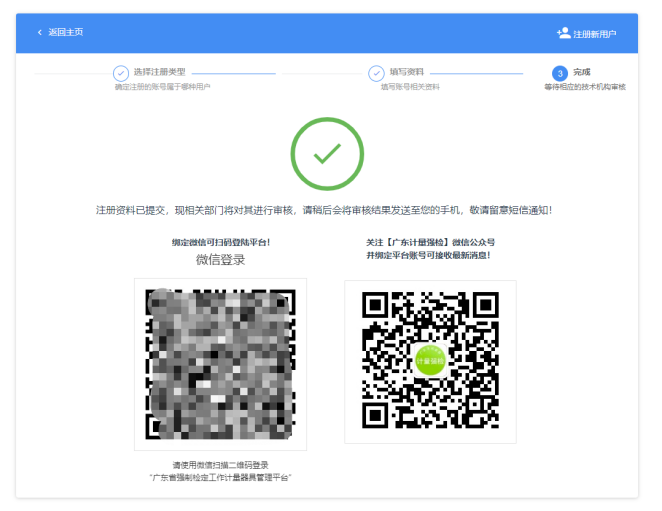 返回主页
注册新用户
选择注册类型
确定注册的账号属于哪种用户
填写资料
填写账号相关资料
3
完成
等待相应的技术机构审核
注册资料已提交，现相关部门将对其进行审核，请稍后会将审核结果发送至您的手机，敬请留意短信通知！
绑定微信可扫码登陆平台！
微信登录
关注【广东计量强检】微信公众号
并绑定平台账号可接收最新消息！
计量强检
请使用微信扫描二维码登录
“广东省强制检定工作计量器具管理平台”